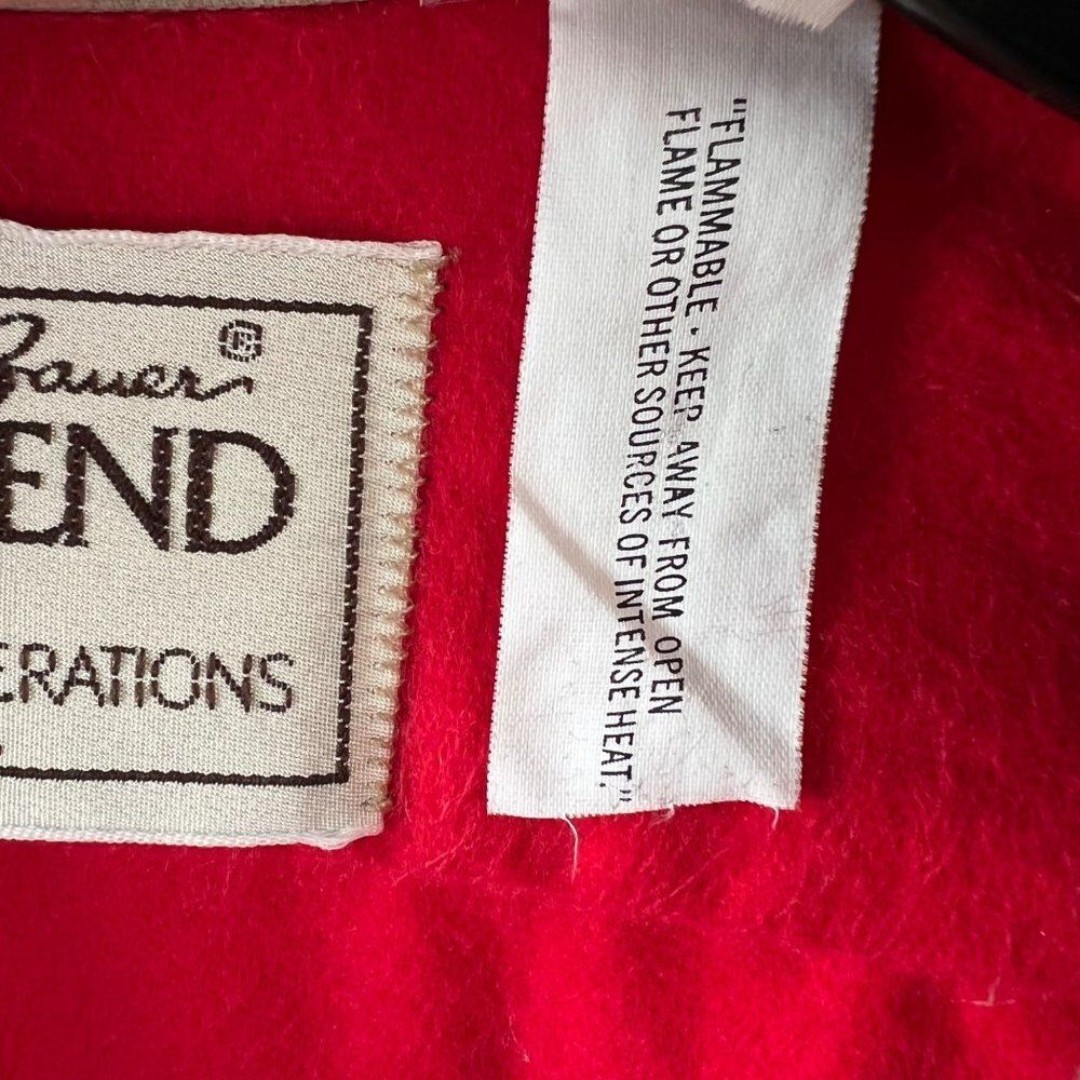 Bauer®
END
ERATIONS
"FLAMMABLE · KEEP AWAY FROM OPEN
FLAME OR OTHER SOURCES OF INTENSE HEAT."